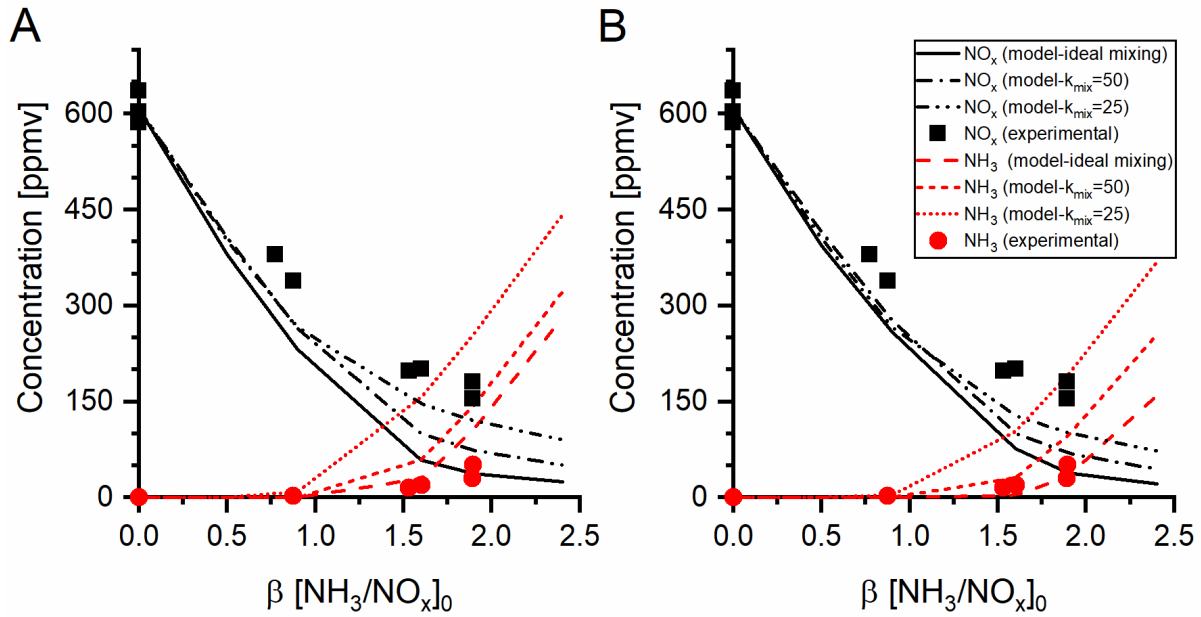 A
Concentration [ppmv]
600
450
300
150
0
0.0 0.5 1.0 1.5 2.0 2.5
β [NH₃/NOₓ]₀
B
NOₓ (model-ideal mixing)
NOₓ (model-kₘᵢₓ=50)
NOₓ (model-kₘᵢₓ=25)
NOₓ (experimental)
NH₃ (model-ideal mixing)
NH₃ (model-kₘᵢₓ=50)
NH₃ (model-kₘᵢₓ=25)
NH₃ (experimental)
Concentration [ppmv]
600
450
300
150
0
0.0 0.5 1.0 1.5 2.0 2.5
β [NH₃/NOₓ]₀